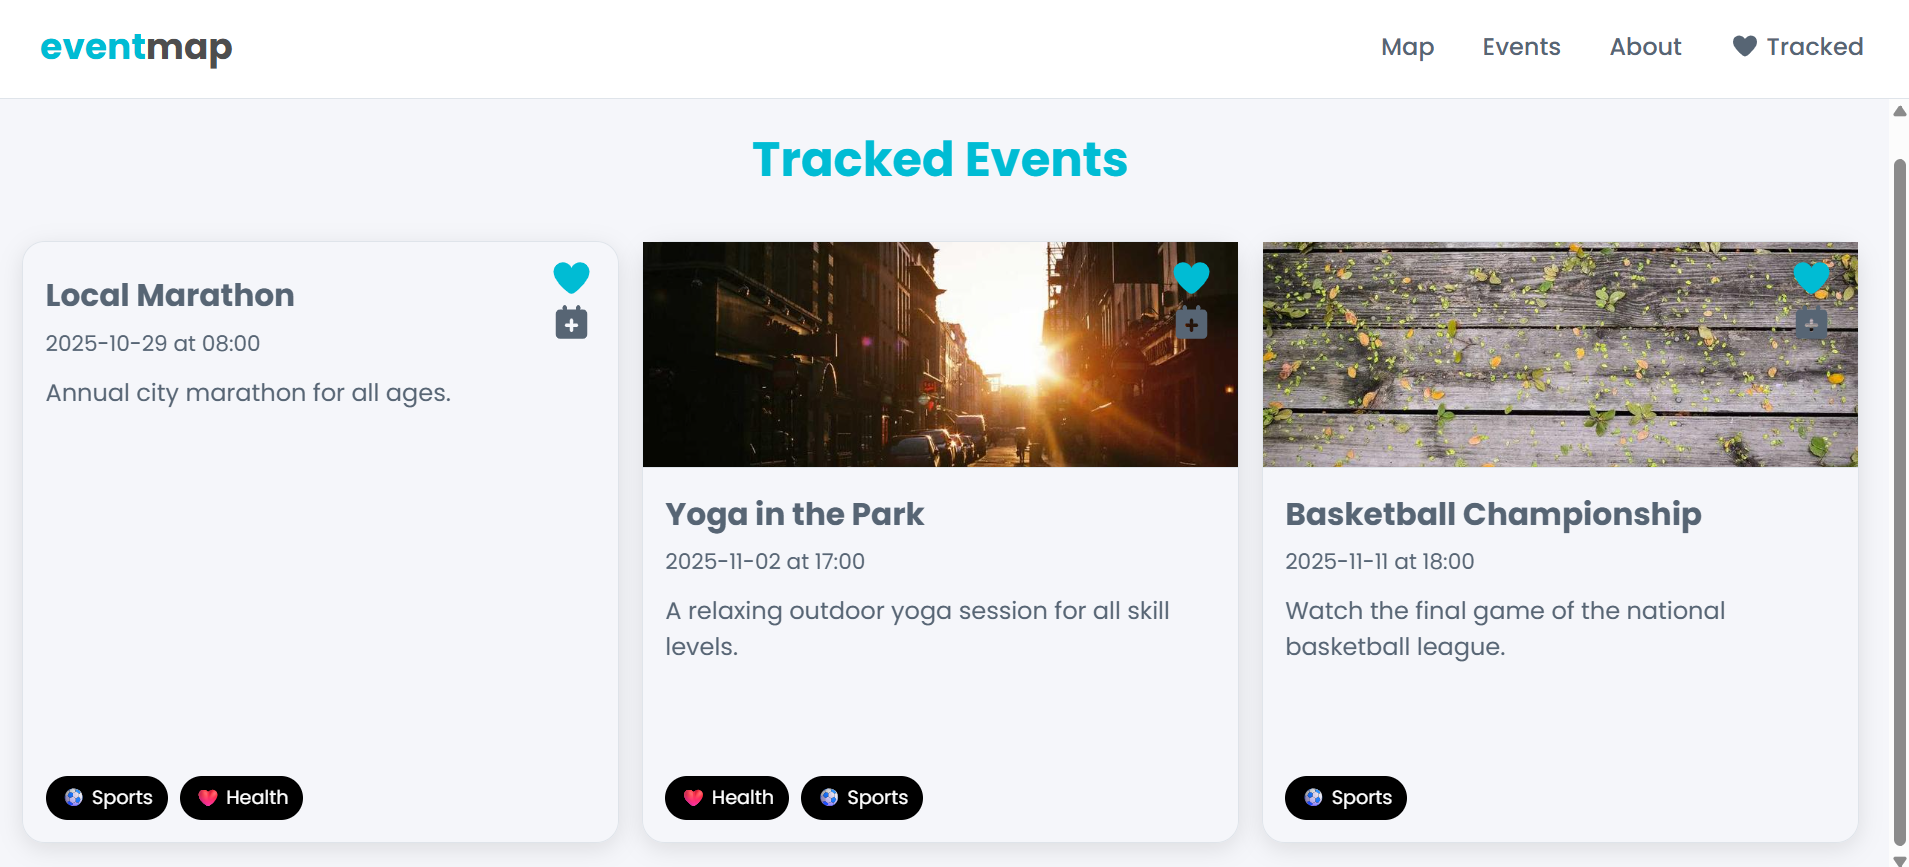 eventmap
Map
Events
About
Tracked
Tracked Events
Local Marathon
2025-10-29 at 08:00
Annual city marathon for all ages.
Sports
Health
Yoga in the Park
2025-11-02 at 17:00
A relaxing outdoor yoga session for all skill
levels.
Health
Sports
Basketball Championship
2025-11-11 at 18:00
Watch the final game of the national
basketball league.
Sports